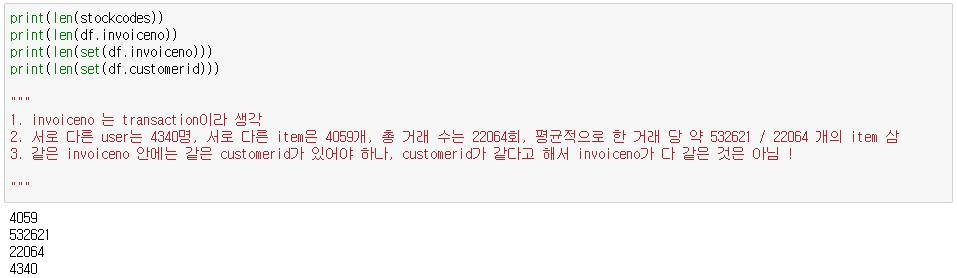 print(len(stockcodes))
print(len(df.invoiceno))
print(len(set(df.invoiceno)))
print(len(set(df.customerid)))
"""
1. invoiceno 는 transaction이라 생각
2. 서로 다른 user는 4340명, 서로 다른 item은 4059개, 총 거래 수는 22064회, 평균적으로 한 거래 당 약 532621 / 22064 개의 item 삼
3. 같은 invoiceno 안에는 같은 customerid가 있어야 하나, customerid가 같다고 해서 invoiceno가 다 같은 것은 아님 !
"""
4059
532621
22064
4340